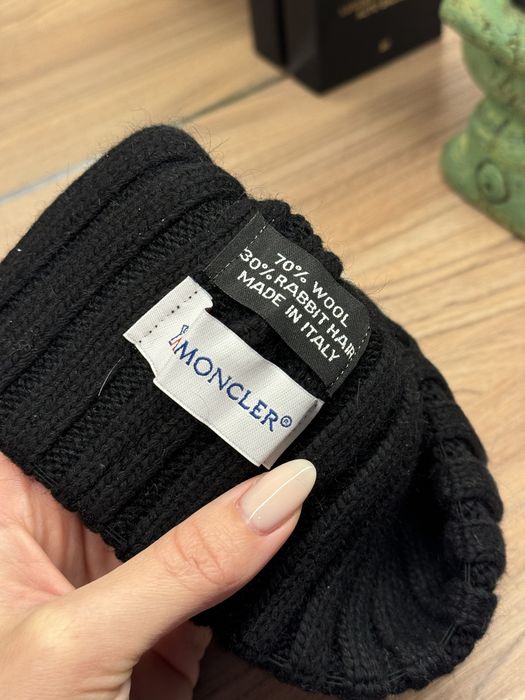 70% WOOL
30% RABBIT HAIR
MADE IN ITALY
MONCLER®